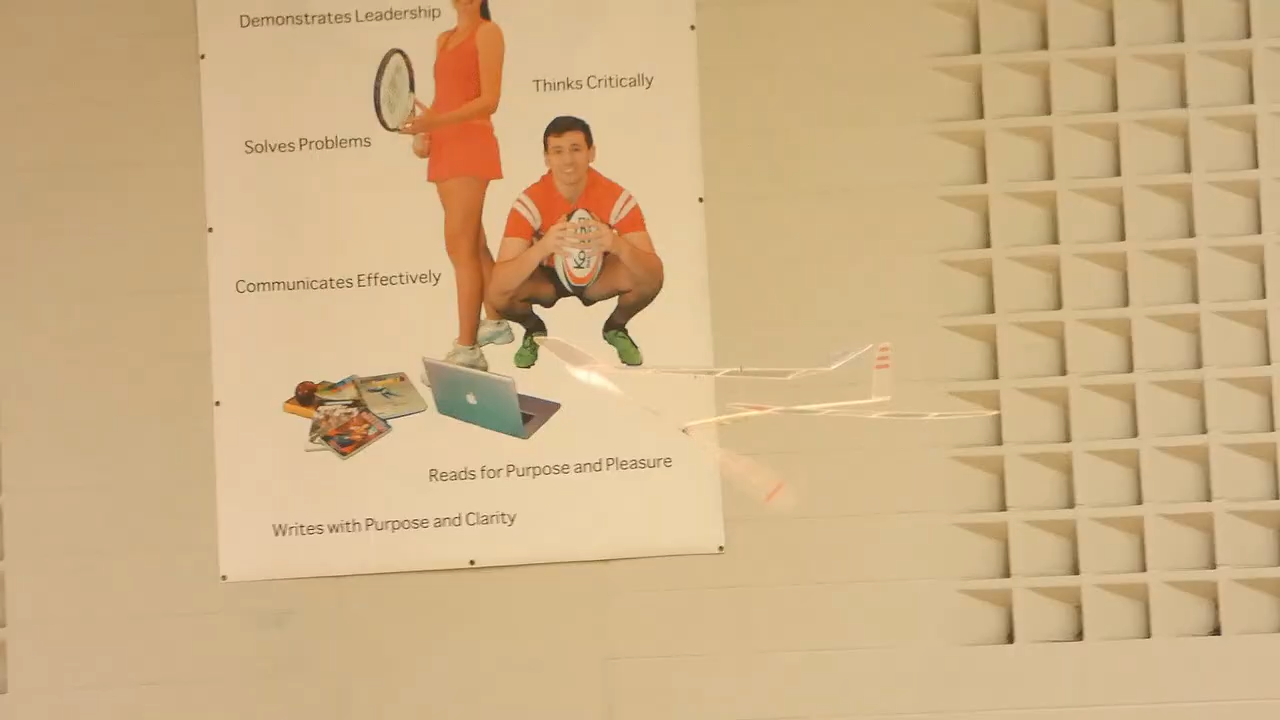 Demonstrates Leadership
Thinks Critically
Solves Problems
Communicates Effectively
Reads for Purpose and Pleasure
Writes with Purpose and Clarity